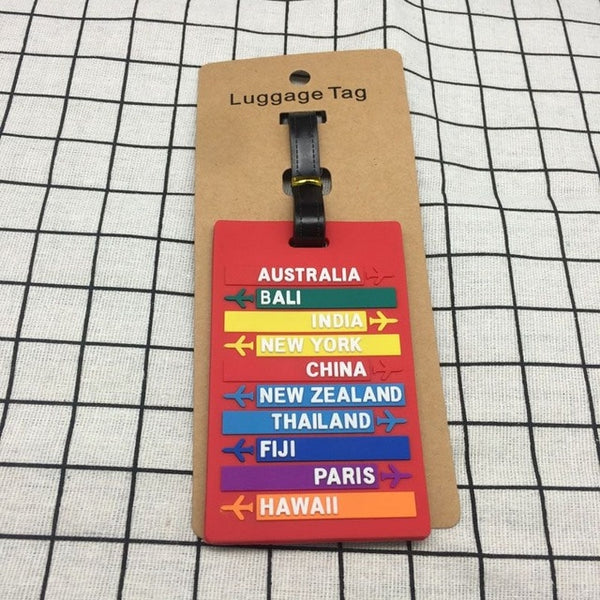 Luggage Tag
AUSTRALIA
BALI
INDIA
NEW YORK
CHINA
NEW ZEALAND
THAILAND
FIJI
PARIS
HAWAII